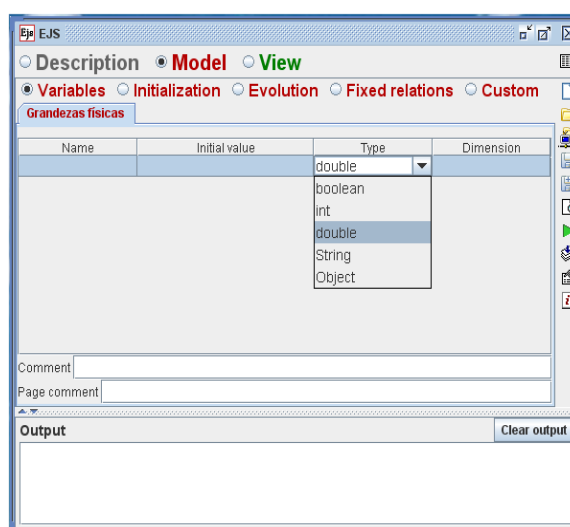 Ejs EJS
Description Model View
Variables Initialization Evolution Fixed relations Custom
Grandezas físicas
Name Initial value Type Dimension
double
boolean
int
double
String
Object
Comment
Page comment
Output Clear output